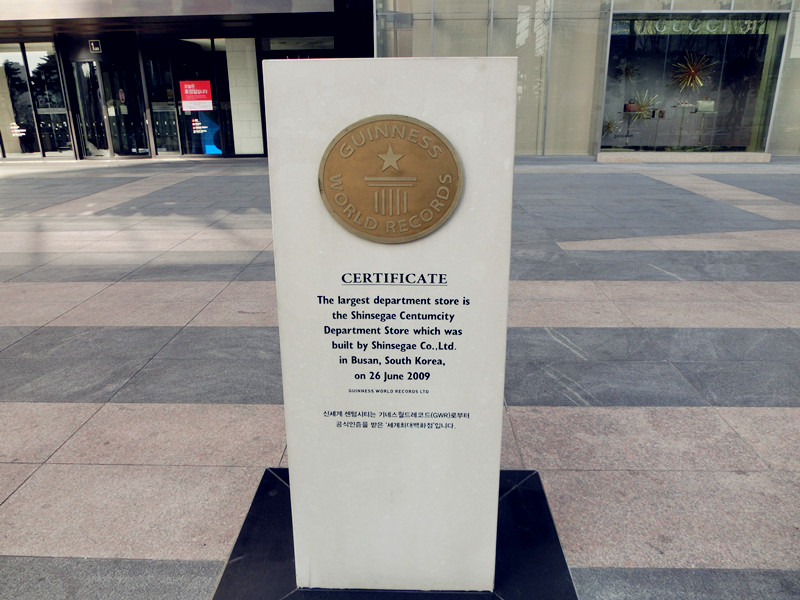 GUCCI
GUINNESS
WORLD RECORDS
CERTIFICATE
The largest department store is
the Shinsegae Centumcity
Department Store which was
built by Shinsegae Co.,Ltd.
in Busan, South Korea,
on 26 June 2009
GUINNESS WORLD RECORDS LTD
신세계 센텀시티는 기네스월드레코드(GWR)로부터
공식인증을 받은 '세계최대백화점'입니다.